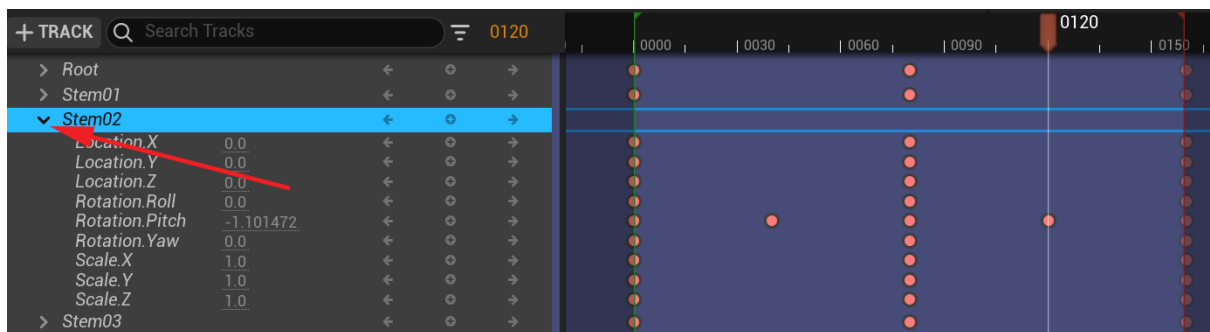 + TRACK Search Tracks 0120 0000 0030 0060 0090 0120 0150
Root
Stem01
Stem02
Location.X 0.0
Location.Y 0.0
Location.Z 0.0
Rotation.Roll 0.0
Rotation.Pitch -1.101472
Rotation.Yaw 0.0
Scale.X 1.0
Scale.Y 1.0
Scale.Z 1.0
Stem03